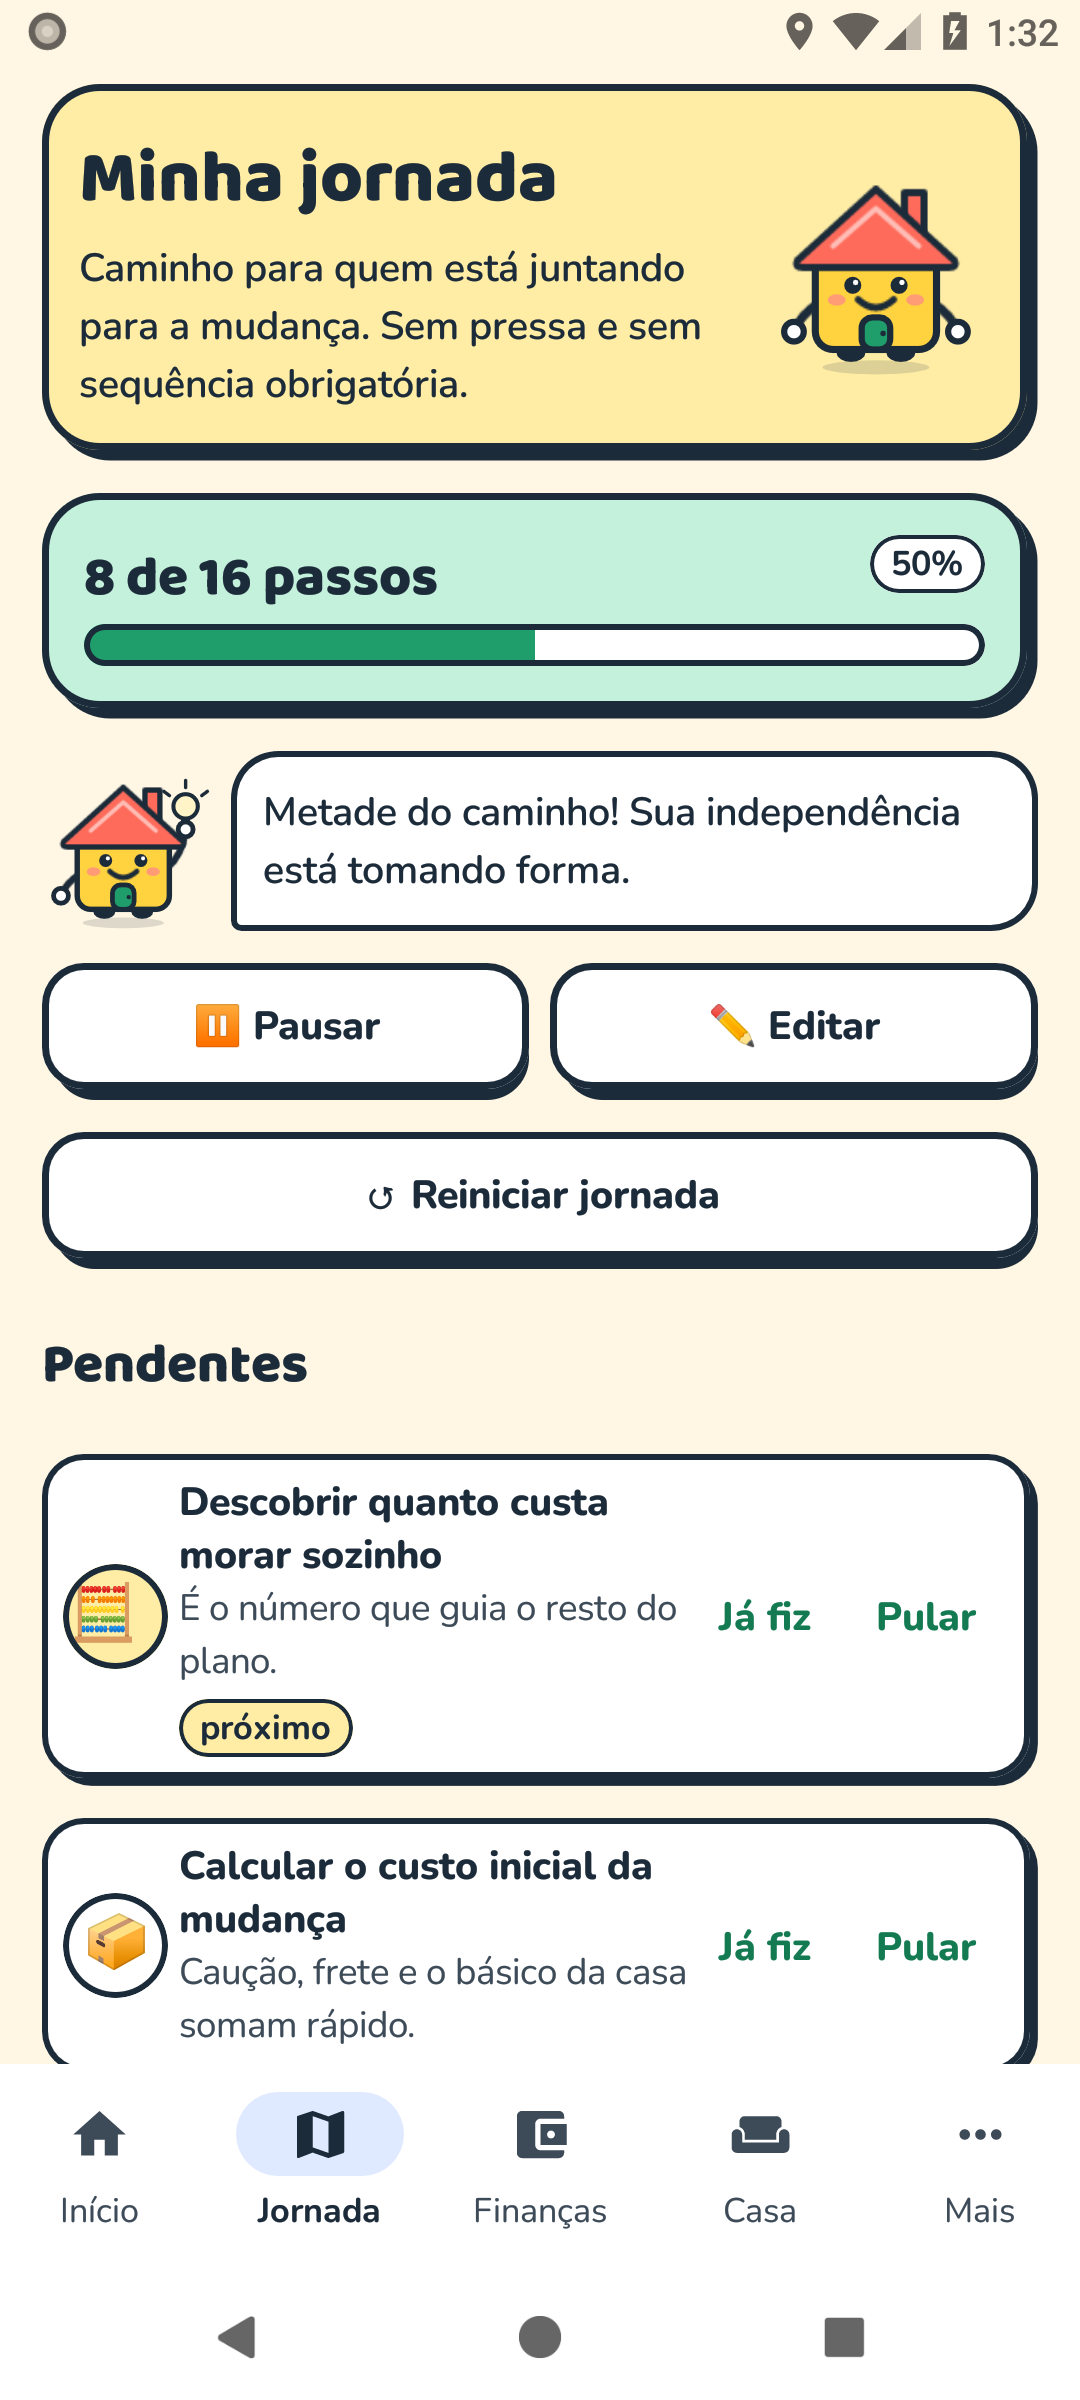 1:32
Minha jornada
Caminho para quem está juntando
para a mudança. Sem pressa e sem
sequência obrigatória.
8 de 16 passos
50%
Metade do caminho! Sua independência
está tomando forma.
Pausar
Editar
Reiniciar jornada
Pendentes
Descobrir quanto custa
morar sozinho
É o número que guia o resto do
plano.
próximo
Já fiz
Pular
Calcular o custo inicial da
mudança
Caução, frete e o básico da casa
somam rápido.
Já fiz
Pular
Início
Jornada
Finanças
Casa
Mais